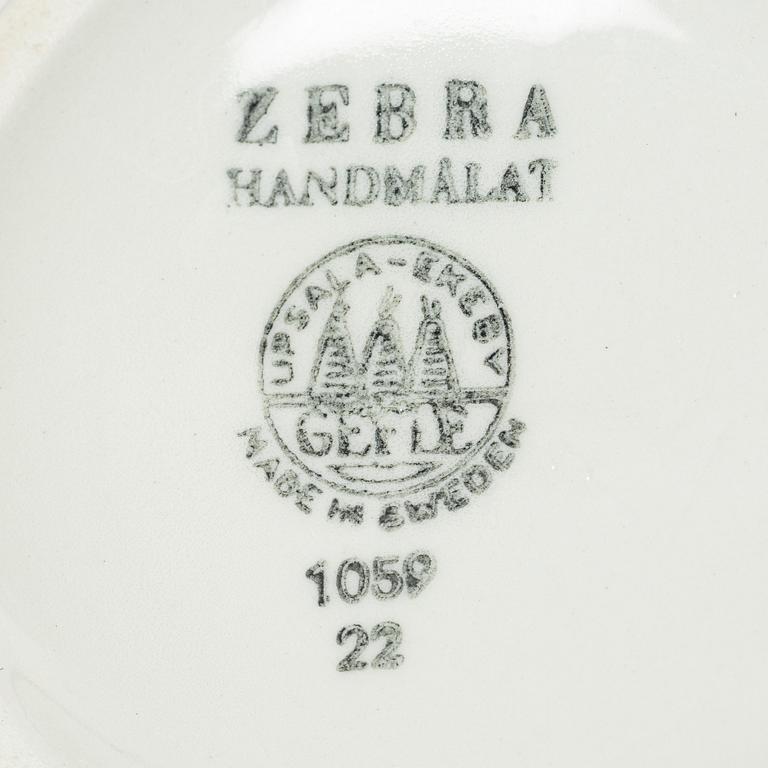 ZEBRA
HANDMÅLAT
UPSALA-EKEBY
GEFLE
MADE IN SWEDEN
1059
22